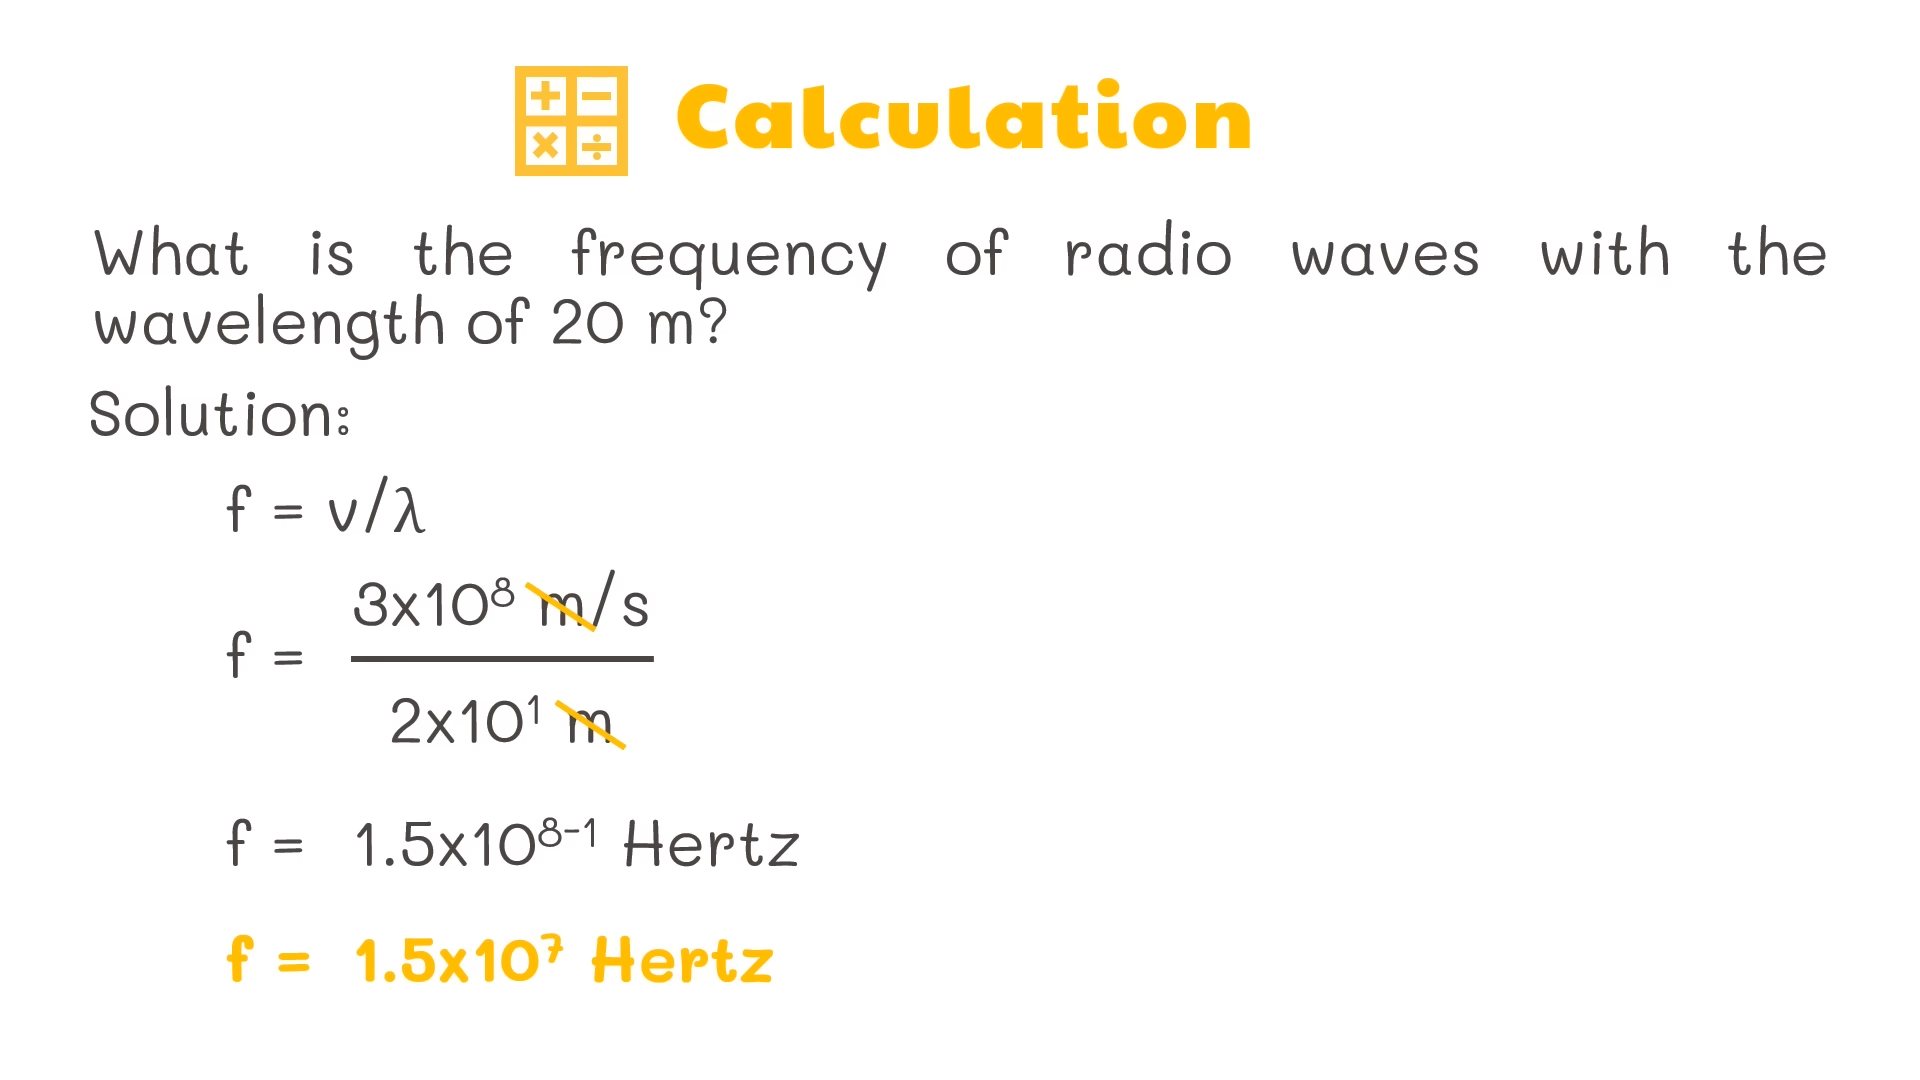 Calculation
What is the frequency of radio waves with the
wavelength of 20 m?
Solution:
f = v/λ
3x10⁸ m/s
f =
2x10¹ m
f = 1.5x10⁸⁻¹ Hertz
f = 1.5x10⁷ Hertz